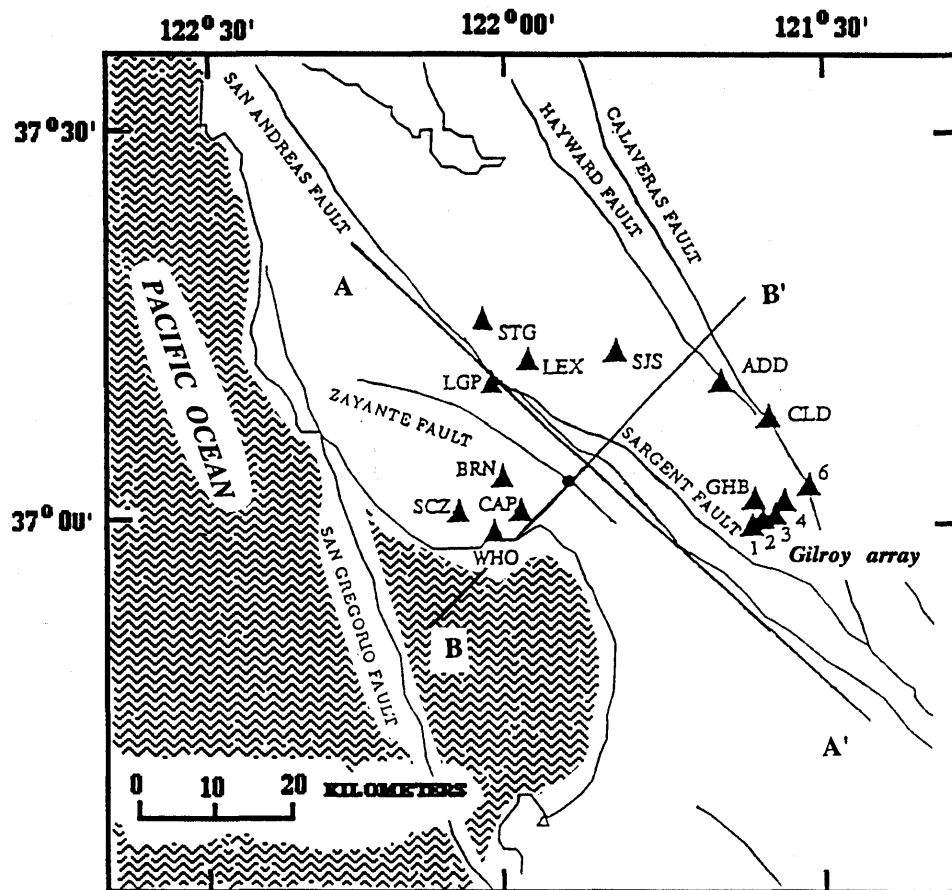 122° 30'
122° 00'
121° 30'
37° 30'
37° 0U'
SAN ANDREAS FAULT
HAYWARD FAULT
CALAVERAS FAULT
PACIFIC OCEAN
A
B'
STG
LEX
SJS
ADD
LGP
CLD
ZAYANTE FAULT
SARGENT FAULT
BRN
GHB
6
SCZ
CAP
4
3
2
1
WHO
Gilroy array
SAN GREGORIO FAULT
B
A'
0 10 20 KILOMETERS